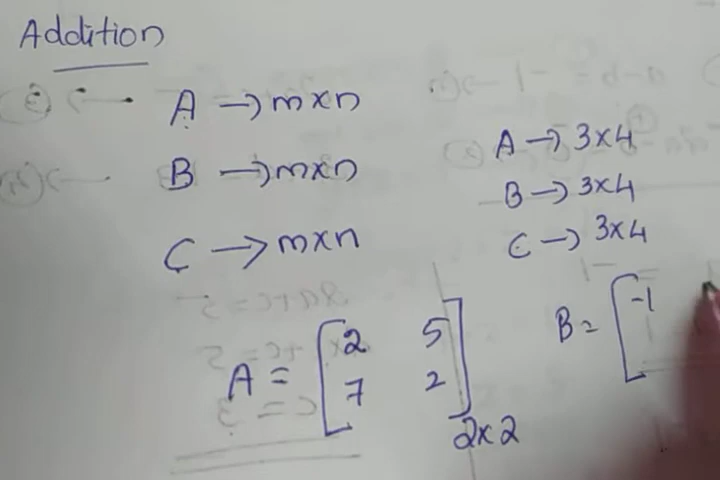 Addition
A → m×n
B → m×n
C → m×n
A → 3×4
B → 3×4
C → 3×4
A = [2 5
7 2] 2×2
B = [-1